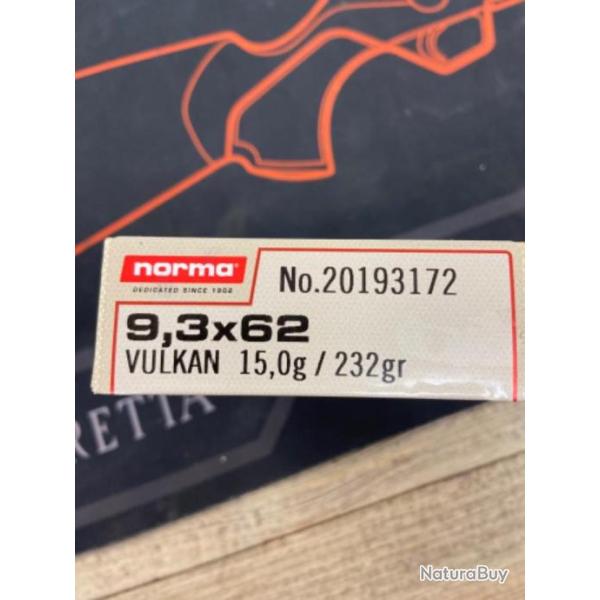 norma
DEDICATED SINCE 1902
No.20193172
9,3x62
VULKAN 15,0g / 232gr
RETTA
NaturaBuy